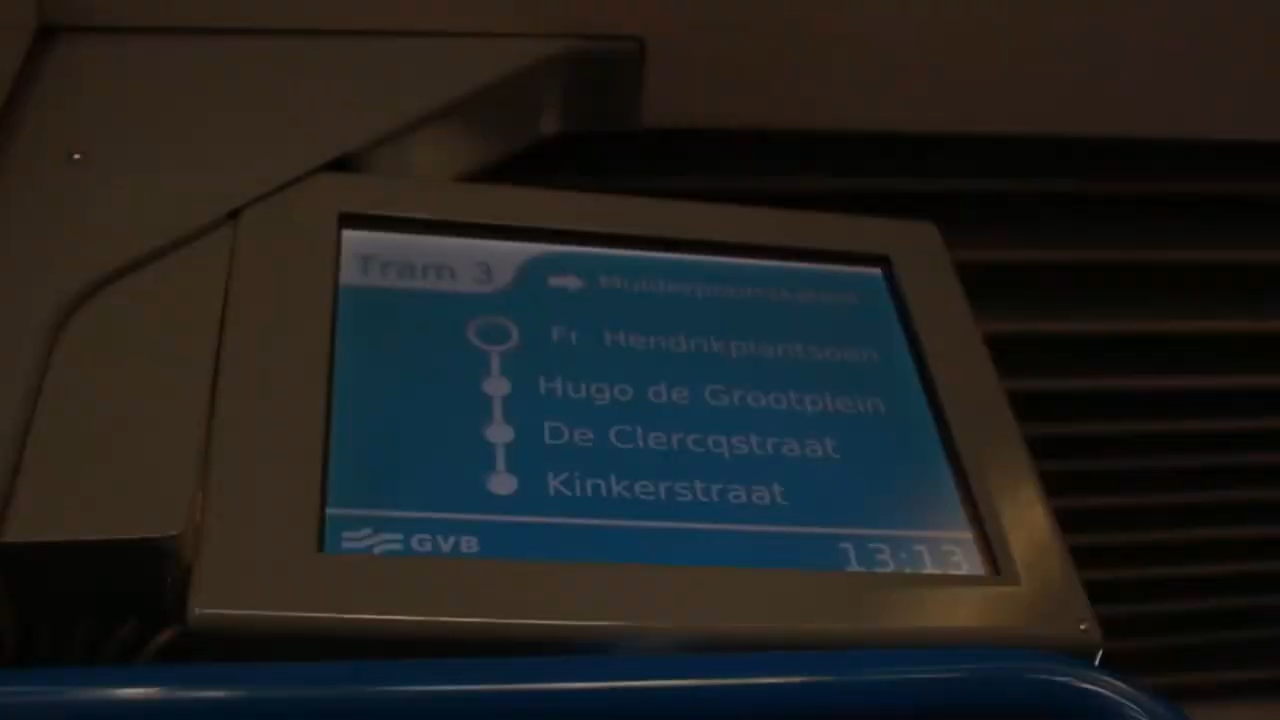 Tram 3
Fr Hendrikplantsoen
Hugo de Grootplein
De Clercqstraat
Kinkerstraat
GVB
13:13